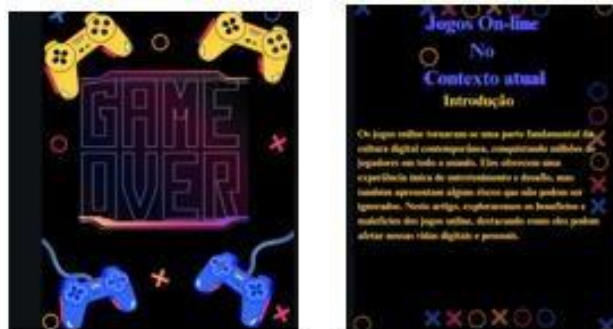 GAME
OVER
Jogos On-line
No
Contexto atual
Introdução
Os jogos online tornaram-se uma parte fundamental da
cultura digital contemporânea, conquistando milhões de
jogadores em todo o mundo. Eles oferecem uma
experiência única de entretenimento e desafio, mas
também apresentam alguns riscos que não podem ser
ignorados. Neste artigo, exploraremos os benefícios e
malefícios dos jogos online, destacando como eles podem
afetar nossas vidas digitais e pessoais.